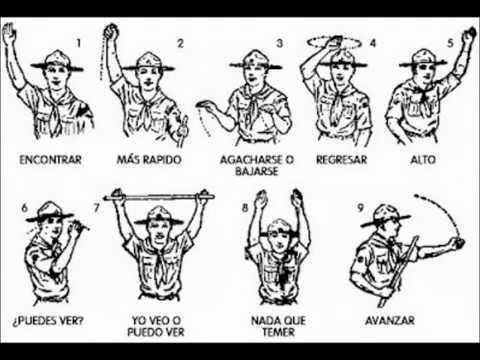 1 2 3 4 5
ENCONTRAR MÁS RAPIDO AGACHARSE O REGRESAR ALTO
BAJARSE
6 7 8 9
¿PUEDES VER? YO VEO O NADA QUE AVANZAR
PUEDO VER TEMER